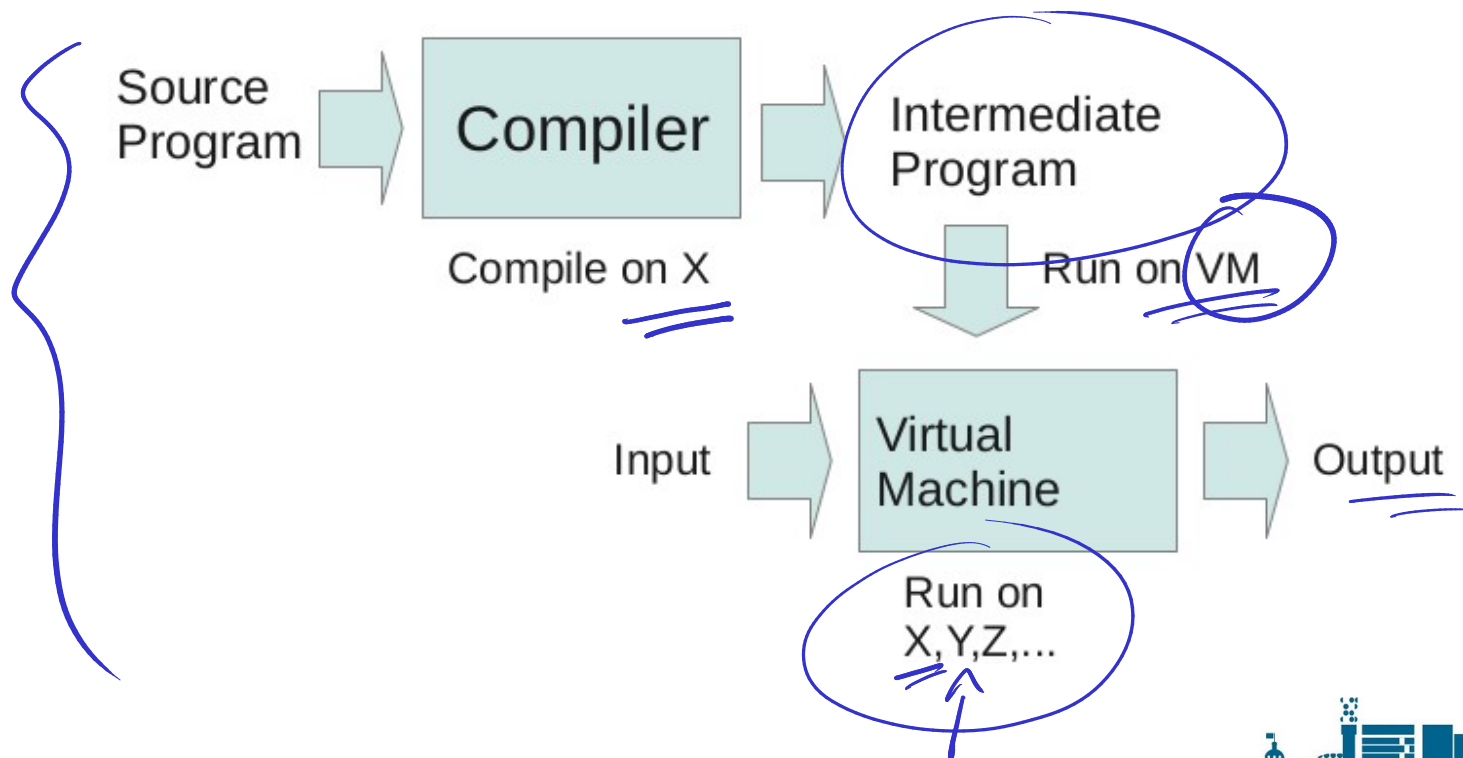 Source
Program
Compiler
Intermediate
Program
Compile on X
Run on VM
Input
Virtual
Machine
Output
Run on
X,Y,Z,...